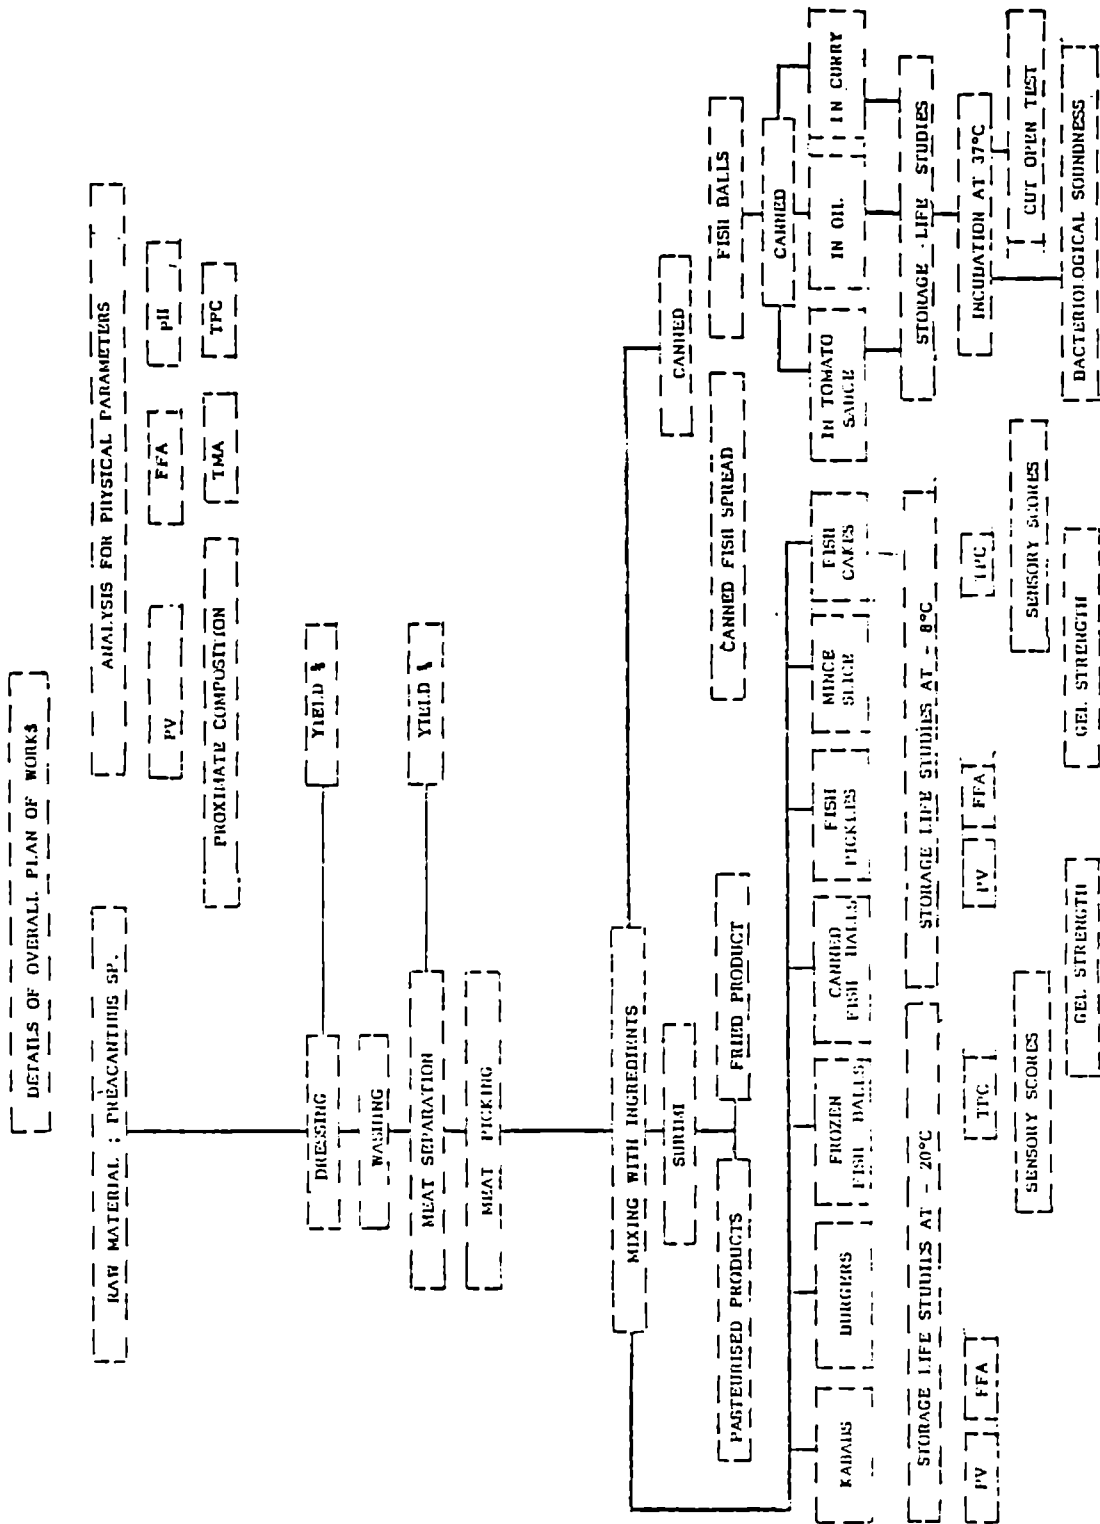 DETAILS OF OVERALL PLAN OF WORKS
RAW MATERIAL : PREACANTHUS SP.
ANALYSIS FOR PHYSICAL PARAMETERS
PV
FFA
pH
PROXIMATE COMPOSITION
TMA
TPC
DRESSING
YIELD %
WASHING
MEAT SEPARATION
YIELD %
MEAT PICKING
MIXING WITH INGREDIENTS
CANNED
SURIMI
PASTEURISED PRODUCTS
FRIED PRODUCT
CANNED FISH SPREAD
FISH BALLS
CANNED
KABABS
BURGERS
FROZEN
FISH BALLS
CANNED
FISH BALLS
FISH
PICKLES
MINCE
SLICE
FISH
CAKES
IN TOMATO
SAUCE
IN OIL
IN CURRY
STORAGE LIFE STUDIES AT - 20°C
STORAGE LIFE STUDIES AT - 8°C
STORAGE - LIFE STUDIES
PV
FFA
TPC
PV
FFA
TPC
INCUBATION AT 37°C
SENSORY SCORES
SENSORY SCORES
CUT OPEN TEST
GEL STRENGTH
GEL STRENGTH
BACTERIOLOGICAL SOUNDNESS